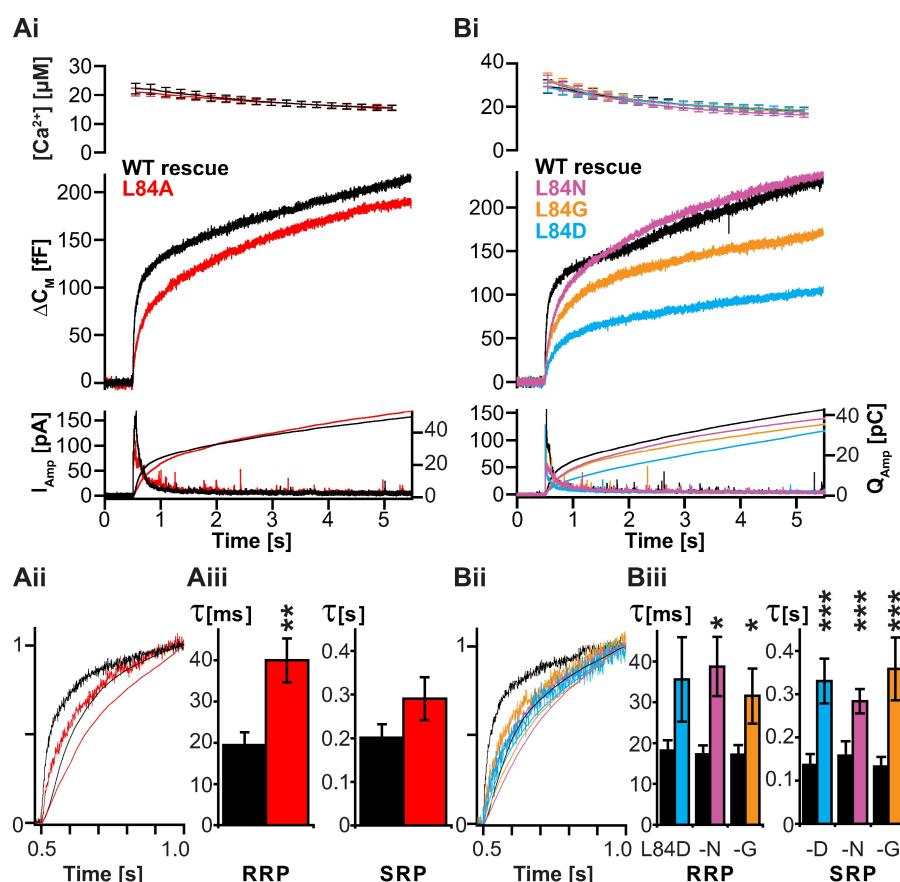 Ai
[Ca²⁺] [µM]
40
30
20
10
WT rescue
L84A
ΔC_M [fF]
200
150
100
50
0
I_Amp [pA]
150
100
50
0
40
20
0
0 1 2 3 4 5
Time [s]
Bi
40
20
0
WT rescue
L84N
L84G
L84D
200
150
100
50
0
150
100
50
0
40
20
0
Q_Amp [pC]
0 1 2 3 4 5
Time [s]
Aii
1
0
0.5 1.0
Time [s]
Aiii
τ[ms]
**
40
30
20
10
0
RRP
τ[s]
0.4
0.3
0.2
0.1
0
SRP
Bii
1
0
0.5 1.0
Time [s]
Biii
τ[ms]
* *
40
30
20
10
0
L84D -N -G
RRP
τ[s]
*** *** ***
0.4
0.3
0.2
0.1
0
-D -N -G
SRP